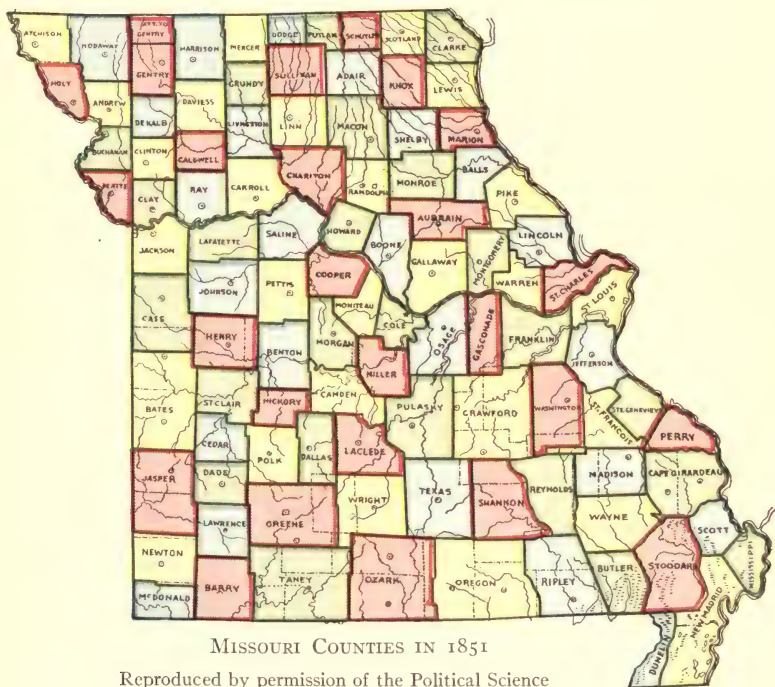 ATCHISON
NODAWAY
GENTRY
HARRISON
MERCER
DODGE
PUTLAM
SCHUYLER
SCOTLAND
CLARKE
HOLT
GENTRY
GRUNDY
SULLIVAN
ADAIR
KNOX
LEWIS
ANDREW
DEKALB
DAVIESS
LIVINGSTON
LINN
MACON
SHELBY
MARION
BUCHANAN
CLINTON
CALDWELL
CHARITON
RANDOLPH
MONROE
RALLS
PIKE
PLATTE
CLAY
RAY
CARROLL
AUDRAIN
JACKSON
LAFAYETTE
SALINE
HOWARD
BOONE
CALLAWAY
MONTGOMERY
LINCOLN
WARREN
ST. CHARLES
ST LOUIS
JOHNSON
PETTIS
COOPER
MONITEAU
COLE
OSAGE
GASCONADE
FRANKLIN
JEFFERSON
CASS
HENRY
BENTON
MORGAN
MILLER
BATES
ST CLAIR
HICKORY
CAMDEN
PULASKY
CRAWFORD
WASHINGTON
ST. FRANCOIS
STE. GENEVIEVE
PERRY
CEDAR
POLK
DALLAS
LACLEDE
JASPER
DADE
GREENE
WRIGHT
TEXAS
SHANNON
REYNOLDS
MADISON
CAPE GIRARDEAU
LAWRENCE
WAYNE
SCOTT
MISSISSIPPI
NEWTON
BARRY
TANEY
OZARK
OREGON
RIPLEY
BUTLER
STODDARD
NEW MADRID
McDONALD
DUNKLIN
MISSOURI COUNTIES IN 1851
Reproduced by permission of the Political Science